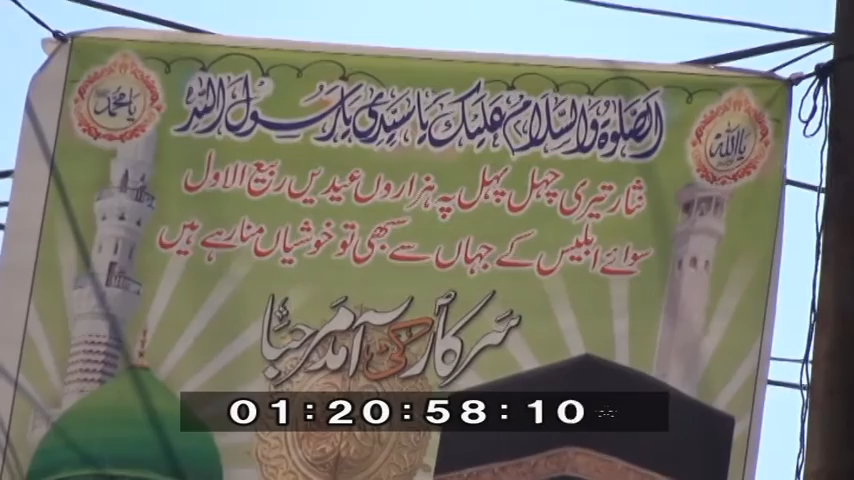 یا اللہ
یا محمد
الصلوۃ والسلام علیک یا سیدی یا رسول اللہ
نثار تیری چہل پہل پہ ہزاروں عیدیں ربیع الاول
سوائے ابلیس کے جہاں سے سبھی تو خوشیاں منا رہے ہیں
سرکار کی آمد مرحبا
01:20:58:10